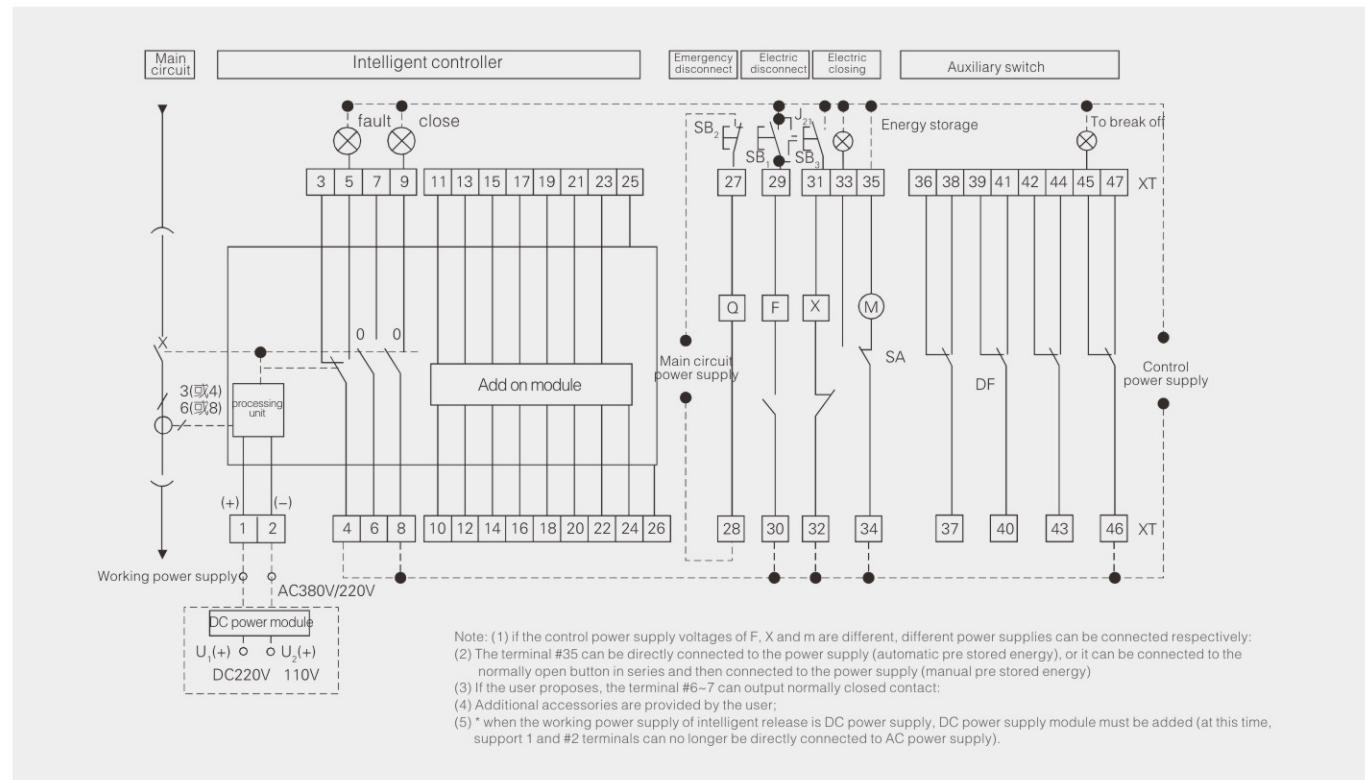 Main
circuit
Intelligent controller
Emergency
disconnect
Electric
disconnect
Electric
closing
Auxiliary switch
fault
close
SB2
SB1
J21
SB3
Energy storage
To break off
3 5 7 9 11 13 15 17 19 21 23 25 27 29 31 33 35 36 38 39 41 42 44 45 47 XT
Q F X M
0 0
X
SA
DF
Main circuit
power supply
Control
power supply
Add on module
3(或4)
6(或8)
processing
unit
(+) (−)
1 2 4 6 8 10 12 14 16 18 20 22 24 26 28 30 32 34 37 40 43 46 XT
Working power supply
AC380V/220V
DC power module
U1(+) U2(+)
DC220V 110V
Note: (1) if the control power supply voltages of F, X and m are different, different power supplies can be connected respectively:
(2) The terminal #35 can be directly connected to the power supply (automatic pre stored energy), or it can be connected to the
normally open button in series and then connected to the power supply (manual pre stored energy)
(3) If the user proposes, the terminal #6~7 can output normally closed contact:
(4) Additional accessories are provided by the user;
(5) * when the working power supply of intelligent release is DC power supply, DC power supply module must be added (at this time,
support 1 and #2 terminals can no longer be directly connected to AC power supply).